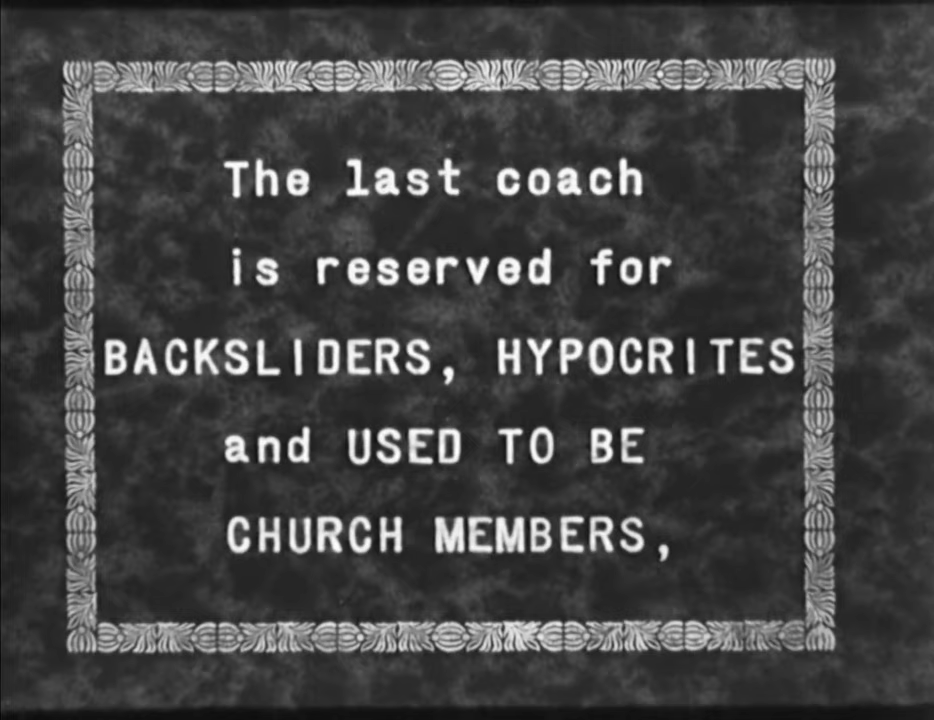 The last coach
is reserved for
BACKSLIDERS, HYPOCRITES
and USED TO BE
CHURCH MEMBERS,